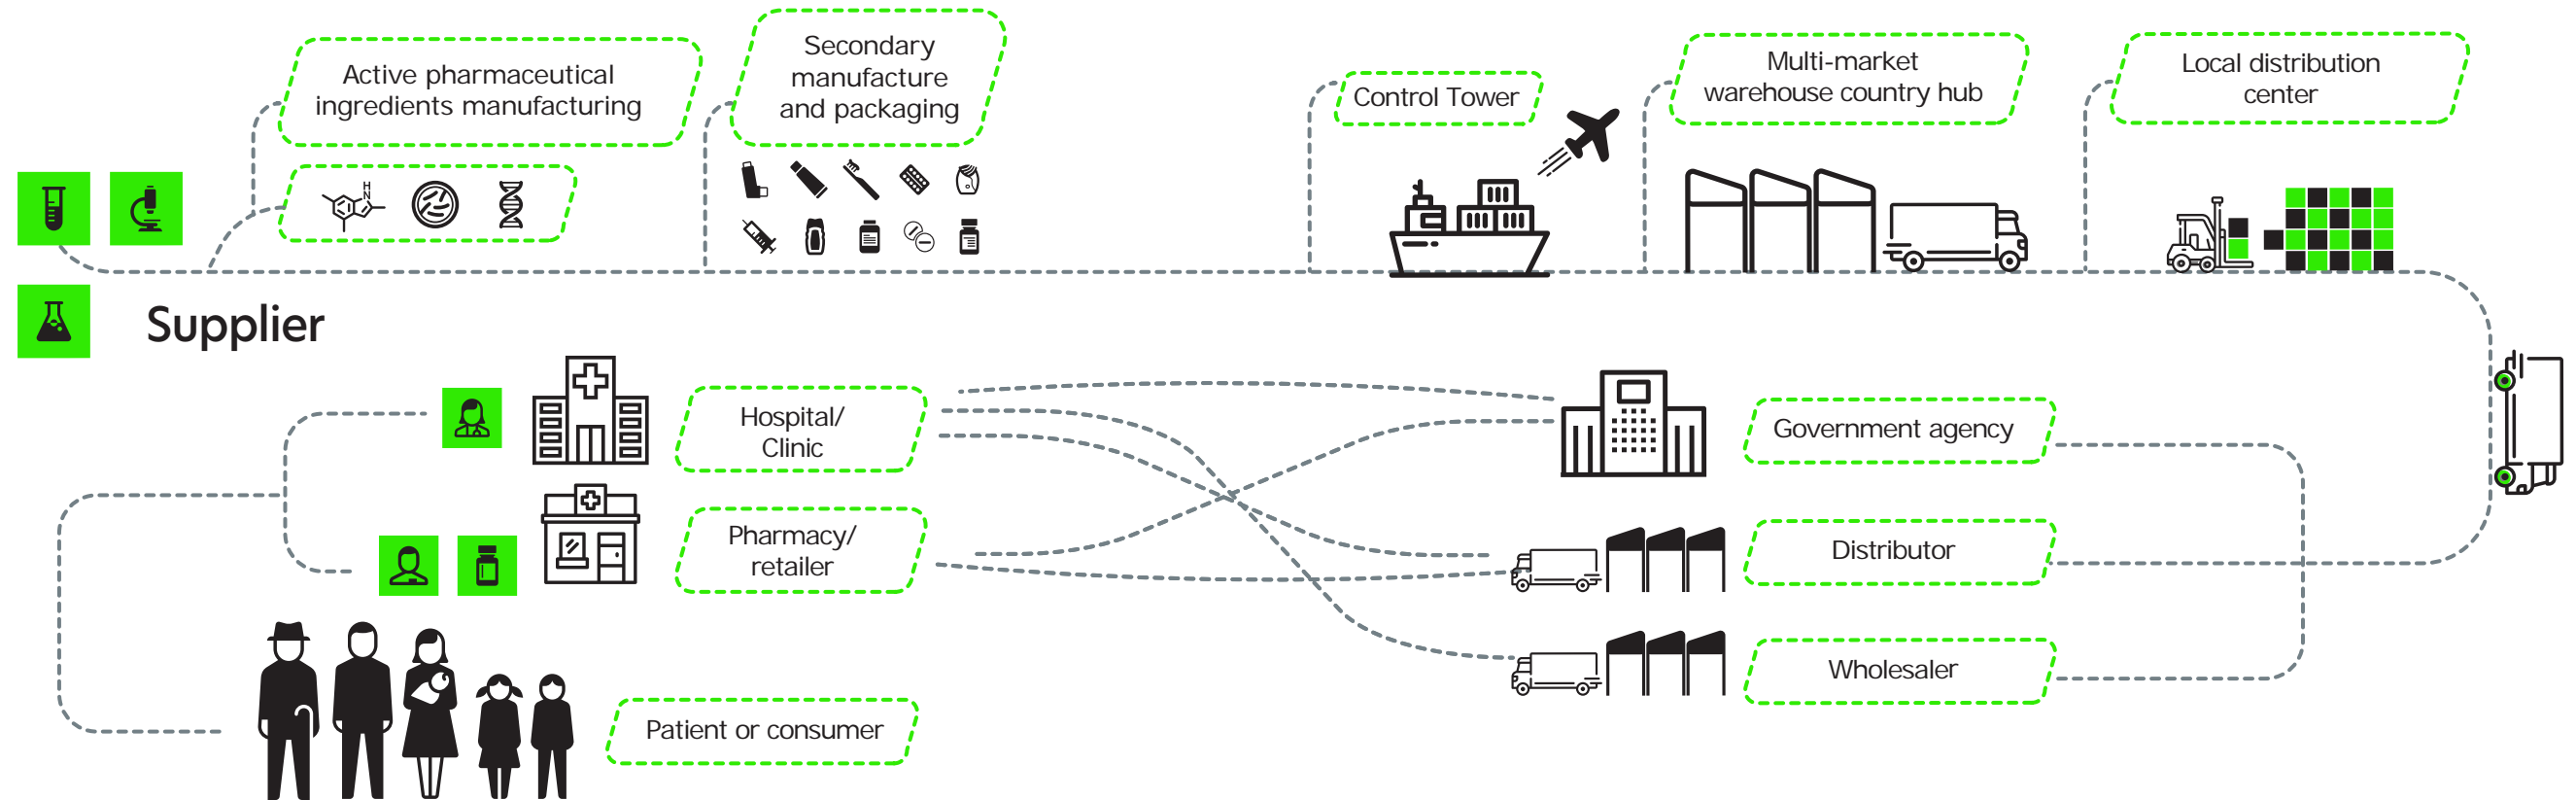 Active pharmaceutical
ingredients manufacturing
Secondary
manufacture
and packaging
Control Tower
Multi-market
warehouse country hub
Local distribution
center
H
N
Supplier
Hospital/
Clinic
Government agency
Pharmacy/
retailer
Distributor
Wholesaler
Patient or consumer